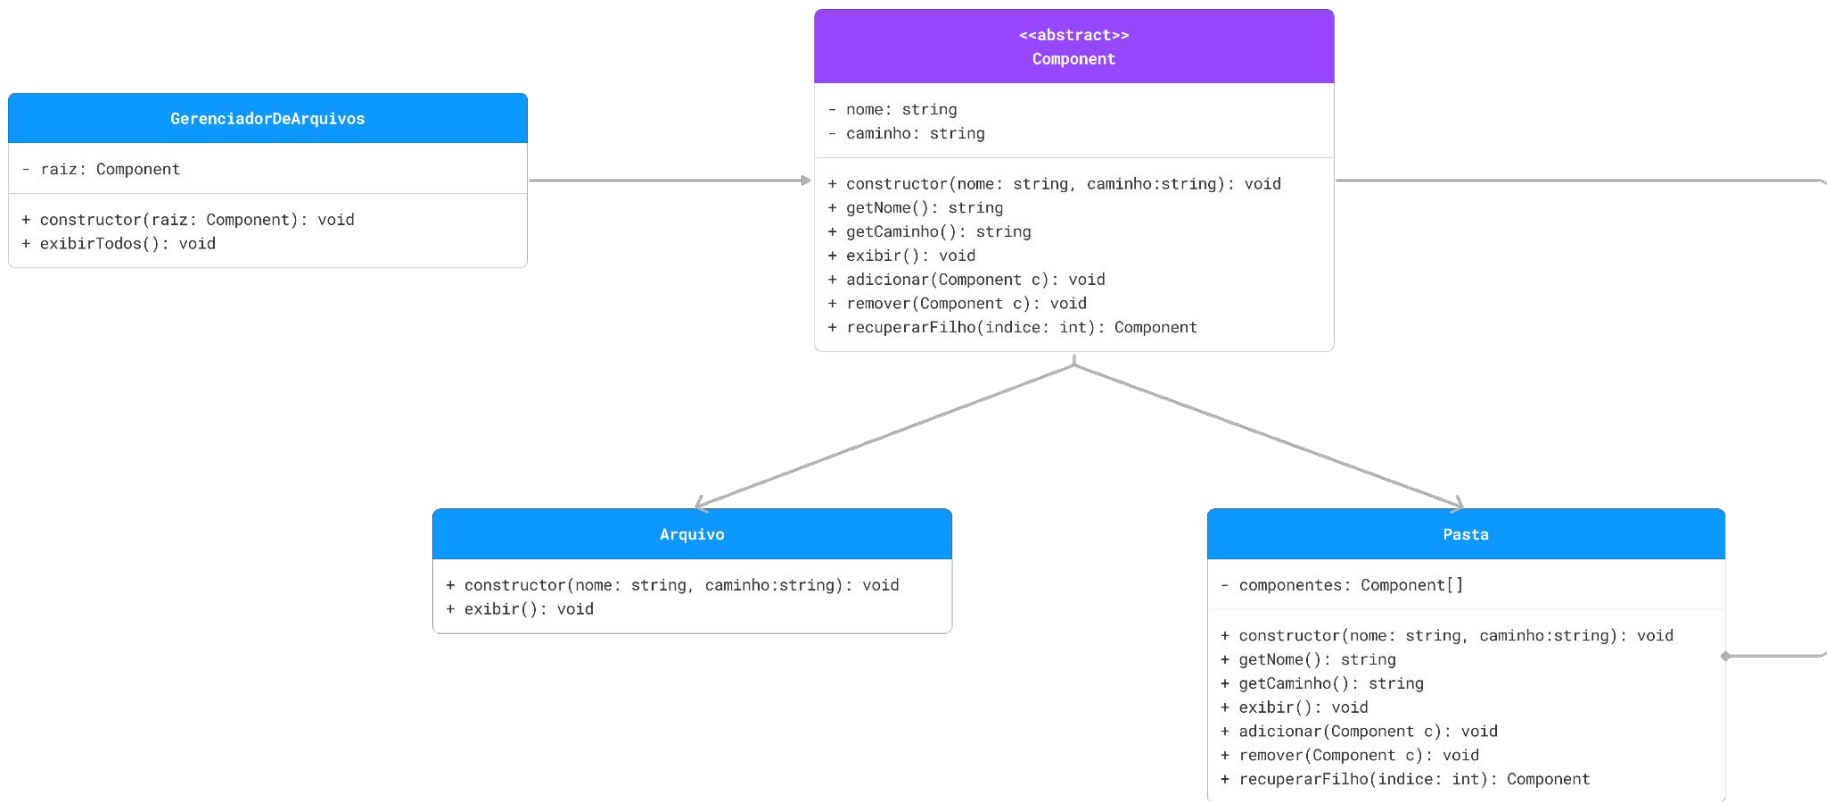 GerenciadorDeArquivos
- raiz: Component
+ constructor(raiz: Component): void
+ exibirTodos(): void
<<abstract>>
Component
- nome: string
- caminho: string
+ constructor(nome: string, caminho:string): void
+ getNome(): string
+ getCaminho(): string
+ exibir(): void
+ adicionar(Component c): void
+ remover(Component c): void
+ recuperarFilho(indice: int): Component
Arquivo
+ constructor(nome: string, caminho:string): void
+ exibir(): void
Pasta
- componentes: Component[]
+ constructor(nome: string, caminho:string): void
+ getNome(): string
+ getCaminho(): string
+ exibir(): void
+ adicionar(Component c): void
+ remover(Component c): void
+ recuperarFilho(indice: int): Component